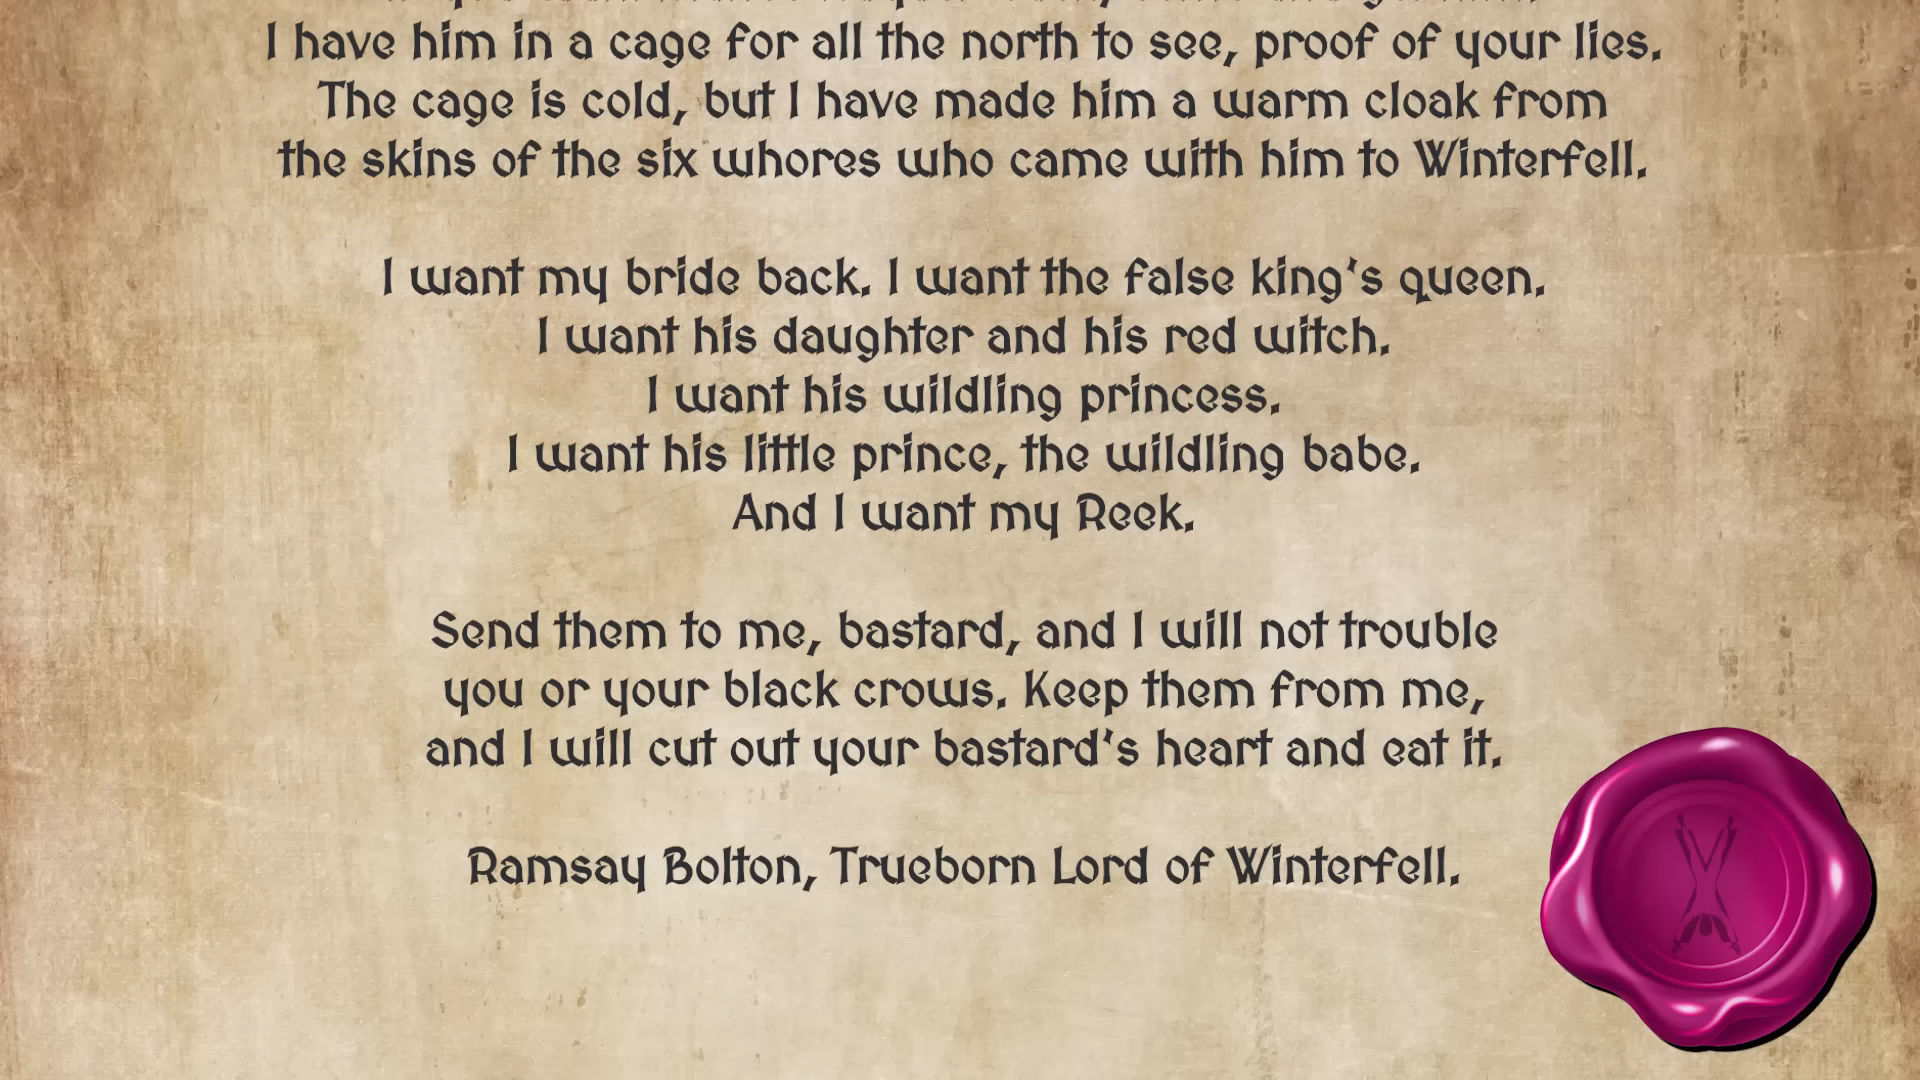 I have him in a cage for all the north to see, proof of your lies.
The cage is cold, but I have made him a warm cloak from
the skins of the six whores who came with him to Winterfell.
I want my bride back. I want the false king's queen.
I want his daughter and his red witch.
I want his wildling princess.
I want his little prince, the wildling babe.
And I want my Reek.
Send them to me, bastard, and I will not trouble
you or your black crows. Keep them from me,
and I will cut out your bastard's heart and eat it.
Ramsay Bolton, Trueborn Lord of Winterfell.